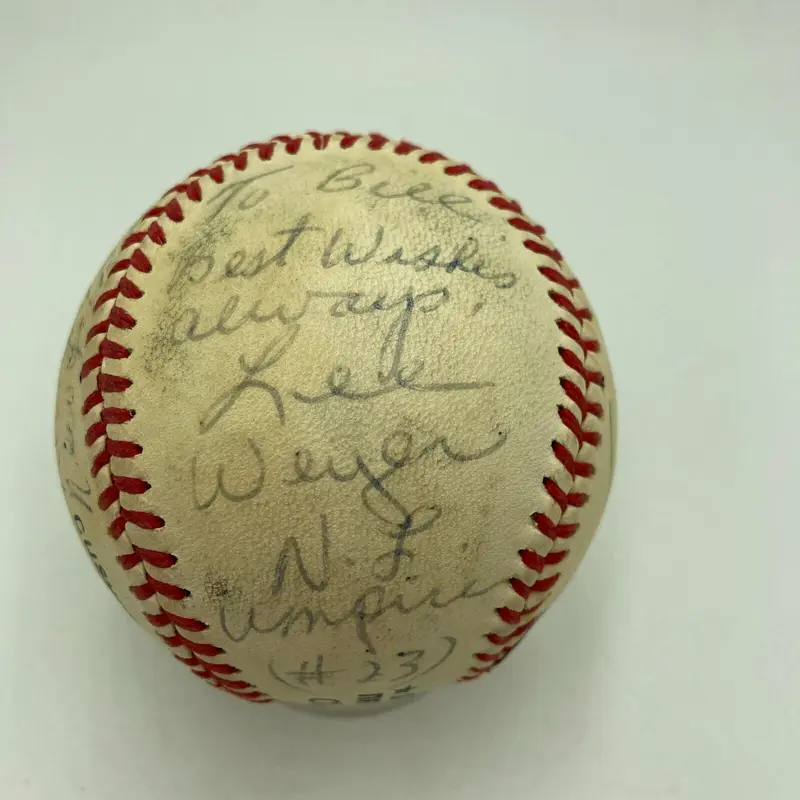 To Bill
Best Wishes
always,
Lee
Weyer
N.L.
Umpire
(#23)